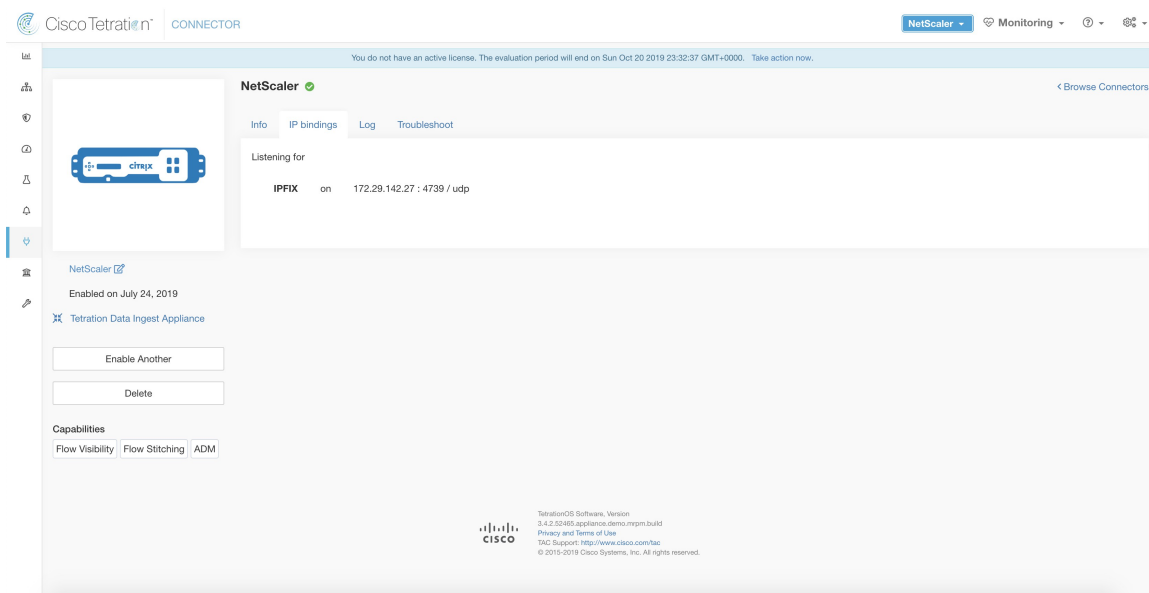 Cisco Tetration™ CONNECTOR
NetScaler Monitoring
You do not have an active license. The evaluation period will end on Sun Oct 20 2019 23:32:37 GMT+0000. Take action now.
NetScaler
Browse Connectors
Info IP bindings Log Troubleshoot
CİTRIX
Listening for
IPFIX on 172.29.142.27 : 4739 / udp
NetScaler
Enabled on July 24, 2019
Tetration Data Ingest Appliance
Enable Another
Delete
Capabilities
Flow Visibility Flow Stitching ADM
CISCO
TetrationOS Software, Version
3.4.2.52465.appliance.demo.mrpm.build
Privacy and Terms of Use
TAC Support: http://www.cisco.com/tac
© 2015-2019 Cisco Systems, Inc. All rights reserved.